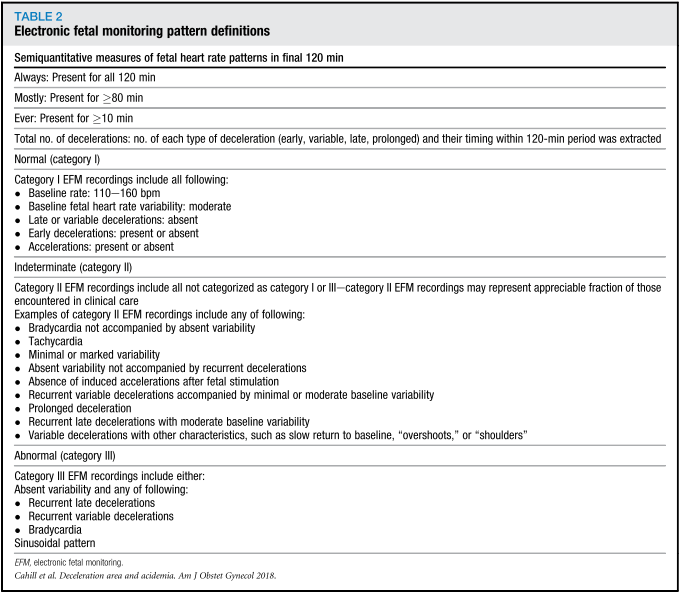 TABLE 2
Electronic fetal monitoring pattern definitions
Semiquantitative measures of fetal heart rate patterns in final 120 min
Always: Present for all 120 min
Mostly: Present for ≥80 min
Ever: Present for ≥10 min
Total no. of decelerations: no. of each type of deceleration (early, variable, late, prolonged) and their timing within 120-min period was extracted
Normal (category I)
Category I EFM recordings include all following:
● Baseline rate: 110−160 bpm
● Baseline fetal heart rate variability: moderate
● Late or variable decelerations: absent
● Early decelerations: present or absent
● Accelerations: present or absent
Indeterminate (category II)
Category II EFM recordings include all not categorized as category I or III−category II EFM recordings may represent appreciable fraction of those
encountered in clinical care
Examples of category II EFM recordings include any of following:
● Bradycardia not accompanied by absent variability
● Tachycardia
● Minimal or marked variability
● Absent variability not accompanied by recurrent decelerations
● Absence of induced accelerations after fetal stimulation
● Recurrent variable decelerations accompanied by minimal or moderate baseline variability
● Prolonged deceleration
● Recurrent late decelerations with moderate baseline variability
● Variable decelerations with other characteristics, such as slow return to baseline, “overshoots,” or “shoulders”
Abnormal (category III)
Category III EFM recordings include either:
Absent variability and any of following:
● Recurrent late decelerations
● Recurrent variable decelerations
● Bradycardia
Sinusoidal pattern
EFM, electronic fetal monitoring.
Cahill et al. Deceleration area and acidemia. Am J Obstet Gynecol 2018.